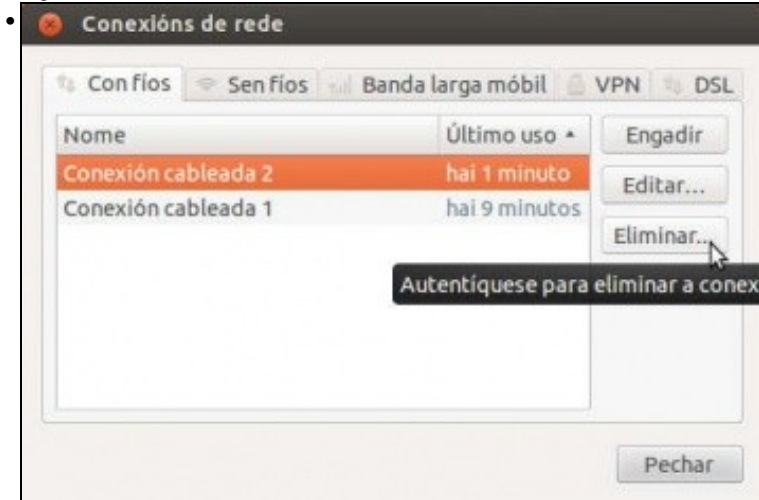 Conexións de rede
Con fíos Sen fíos Banda larga móbil VPN DSL
Nome Último uso Engadir
Conexión cableada 2 hai 1 minuto Editar...
Conexión cableada 1 hai 9 minutos
Eliminar...
Autentíquese para eliminar a conex
Pechar